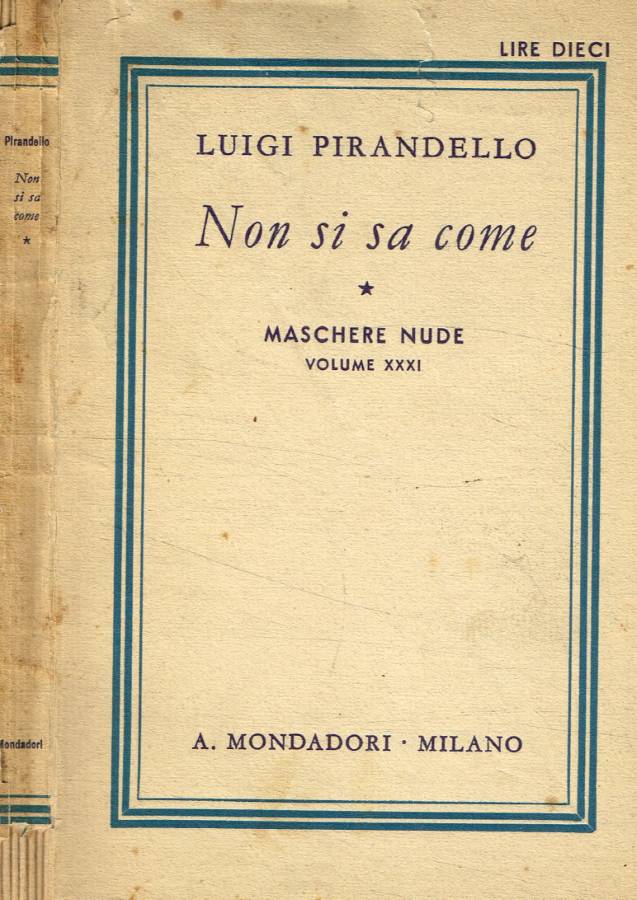 LIRE DIECI
LUIGI PIRANDELLO
Non si sa come
★
MASCHERE NUDE
VOLUME XXXI
A. MONDADORI · MILANO
Pirandello
Non
si sa
come
★
Mondadori